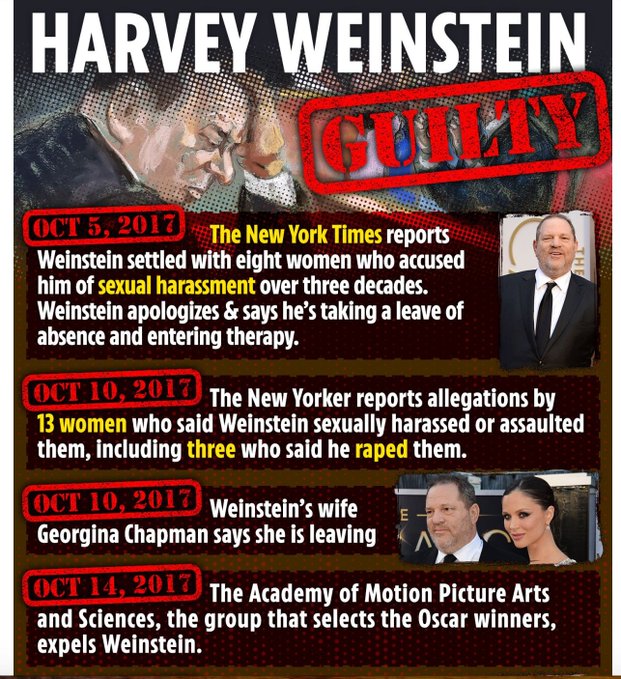 HARVEY WEINSTEIN
GUILTY
OCT 5, 2017 The New York Times reports
Weinstein settled with eight women who accused
him of sexual harassment over three decades.
Weinstein apologizes & says he's taking a leave of
absence and entering therapy.
OCT 10, 2017 The New Yorker reports allegations by
13 women who said Weinstein sexually harassed or assaulted
them, including three who said he raped them.
OCT 10, 2017 Weinstein's wife
Georgina Chapman says she is leaving
OCT 14, 2017 The Academy of Motion Picture Arts
and Sciences, the group that selects the Oscar winners,
expels Weinstein.